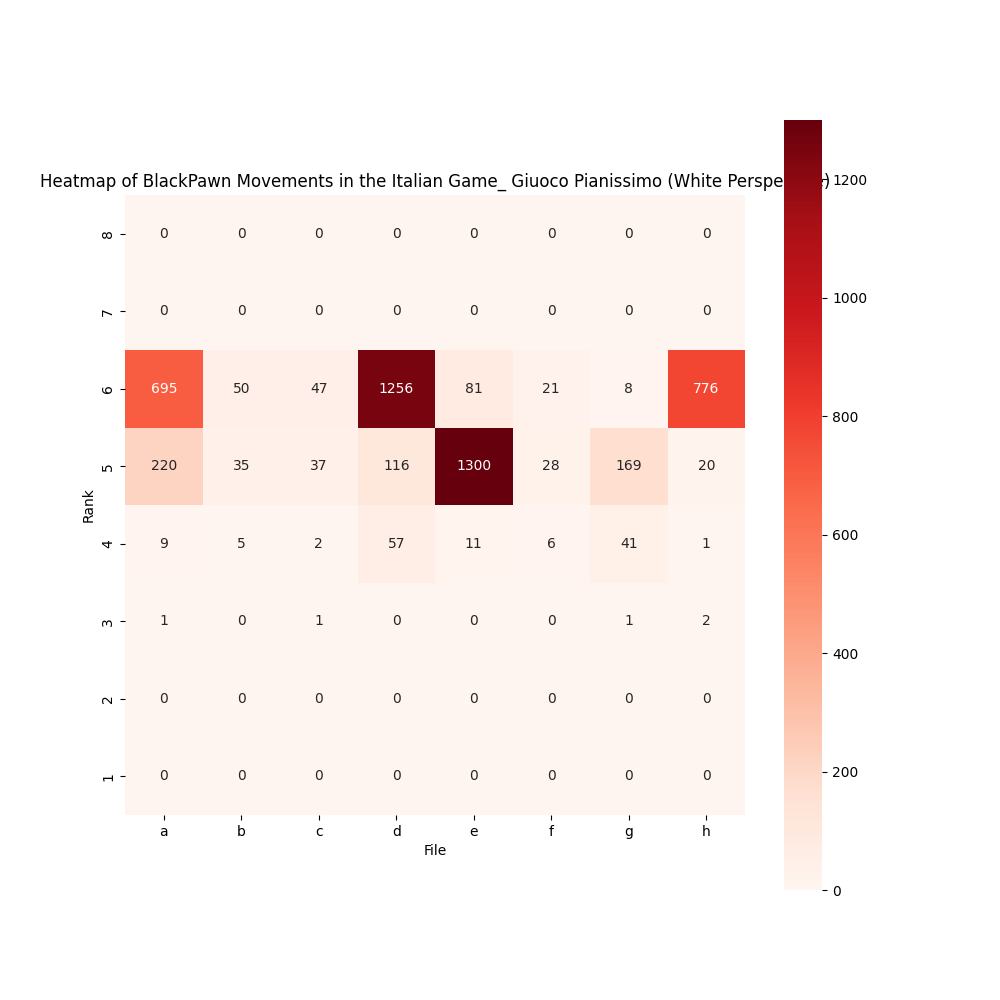 Heatmap of BlackPawn Movements in the Italian Game_ Giuoco Pianissimo (White Perspective)
8 0 0 0 0 0 0 0 0
7 0 0 0 0 0 0 0 0
6 695 50 47 1256 81 21 8 776
5 220 35 37 116 1300 28 169 20
4 9 5 2 57 11 6 41 1
3 1 0 1 0 0 0 1 2
2 0 0 0 0 0 0 0 0
1 0 0 0 0 0 0 0 0
a b c d e f g h
File
Rank
1200
1000
800
600
400
200
0